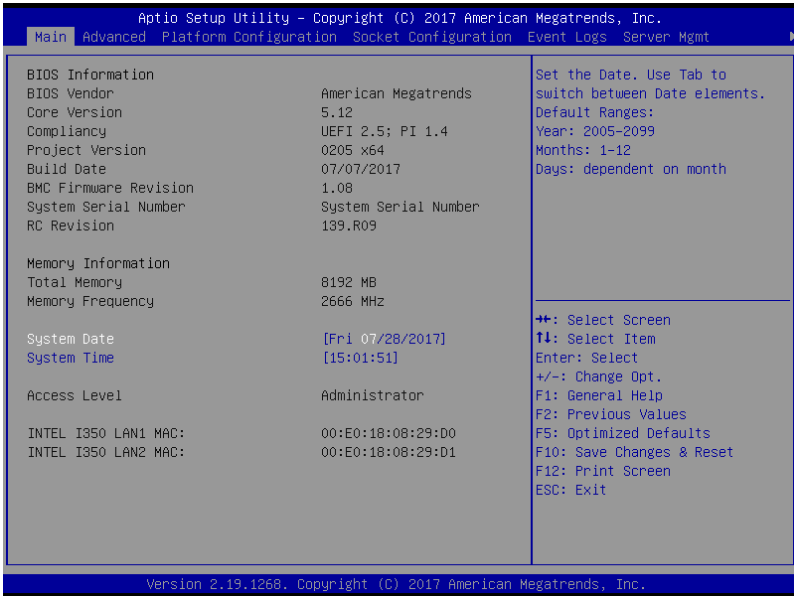 Aptio Setup Utility – Copyright (C) 2017 American Megatrends, Inc.
Main Advanced Platform Configuration Socket Configuration Event Logs Server Mgmt
BIOS Information
BIOS Vendor American Megatrends
Core Version 5.12
Compliancy UEFI 2.5; PI 1.4
Project Version 0205 x64
Build Date 07/07/2017
BMC Firmware Revision 1.08
System Serial Number System Serial Number
RC Revision 139.R09
Memory Information
Total Memory 8192 MB
Memory Frequency 2666 MHz
System Date [Fri 07/28/2017]
System Time [15:01:51]
Access Level Administrator
INTEL I350 LAN1 MAC: 00:E0:18:08:29:D0
INTEL I350 LAN2 MAC: 00:E0:18:08:29:D1
Set the Date. Use Tab to
switch between Date elements.
Default Ranges:
Year: 2005-2099
Months: 1-12
Days: dependent on month
→←: Select Screen
↑↓: Select Item
Enter: Select
+/-: Change Opt.
F1: General Help
F2: Previous Values
F5: Optimized Defaults
F10: Save Changes & Reset
F12: Print Screen
ESC: Exit
Version 2.19.1268. Copyright (C) 2017 American Megatrends, Inc.